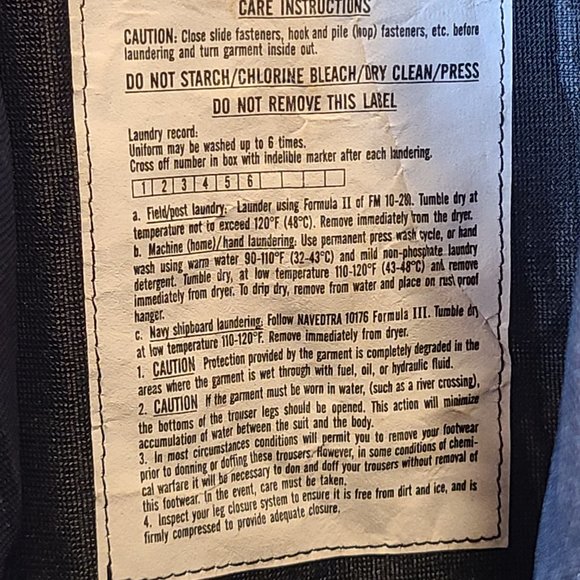 CARE INSTRUCTIONS
CAUTION: Close slide fasteners, hook and pile (loop) fasteners, etc. before
laundering and turn garment inside out.
DO NOT STARCH/CHLORINE BLEACH/DRY CLEAN/PRESS
DO NOT REMOVE THIS LABEL
Laundry record:
Uniform may be washed up to 6 times.
Cross off number in box with indelible marker after each laundering.
1 2 3 4 5 6
a. Field/post laundry: Launder using Formula II of FM 10-280. Tumble dry at
temperature not to exceed 120°F (48°C). Remove immediately from the dryer.
b. Machine (home)/hand laundering: Use permanent press wash cycle, or hand
wash using warm water 90-110°F (32-43°C) and mild non-phosphate laundry
detergent. Tumble dry, at low temperature 110-120°F (43-48°C) and remove
immediately from dryer. To drip dry, remove from water and place on rust proof
hanger.
c. Navy shipboard laundering: Follow NAVEDTRA 10176 Formula III. Tumble dry
at low temperature 110-120°F. Remove immediately from dryer.
1. CAUTION Protection provided by the garment is completely degraded in the
areas where the garment is wet through with fuel, oil, or hydraulic fluid.
2. CAUTION If the garment must be worn in water, (such as a river crossing),
the bottoms of the trouser legs should be opened. This action will minimize
accumulation of water between the suit and the body.
3. In most circumstances conditions will permit you to remove your footwear
prior to donning or doffing these trousers. However, in some conditions of chemi-
cal warfare it will be necessary to don and doff your trousers without removal of
this footwear. In the event, care must be taken.
4. Inspect your leg closure system to ensure it is free from dirt and ice, and is
firmly compressed to provide adequate closure.